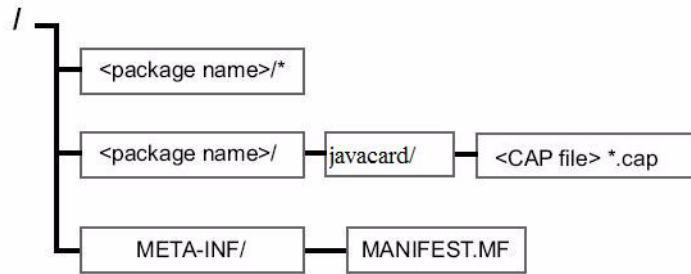 /
<package name>/*
<package name>/ javacard/ <CAP file> *.cap
META-INF/ MANIFEST.MF